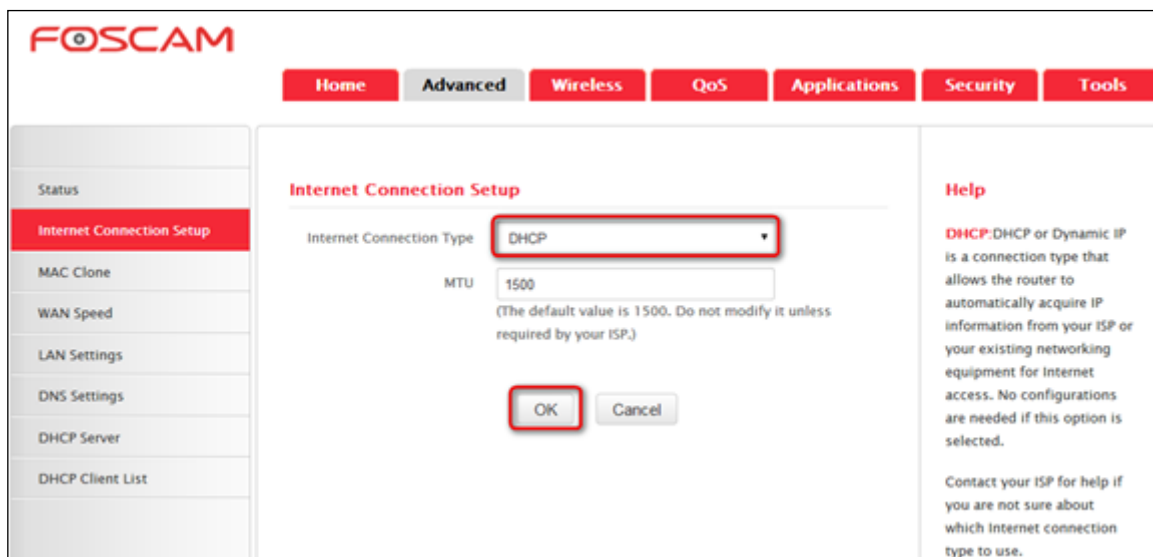 FOSCAM
Home
Advanced
Wireless
QoS
Applications
Security
Tools
Status
Internet Connection Setup
MAC Clone
WAN Speed
LAN Settings
DNS Settings
DHCP Server
DHCP Client List
Internet Connection Setup
Internet Connection Type
DHCP
MTU
1500
(The default value is 1500. Do not modify it unless
required by your ISP.)
OK
Cancel
Help
DHCP:DHCP or Dynamic IP
is a connection type that
allows the router to
automatically acquire IP
information from your ISP or
your existing networking
equipment for Internet
access. No configurations
are needed if this option is
selected.
Contact your ISP for help if
you are not sure about
which Internet connection
type to use.